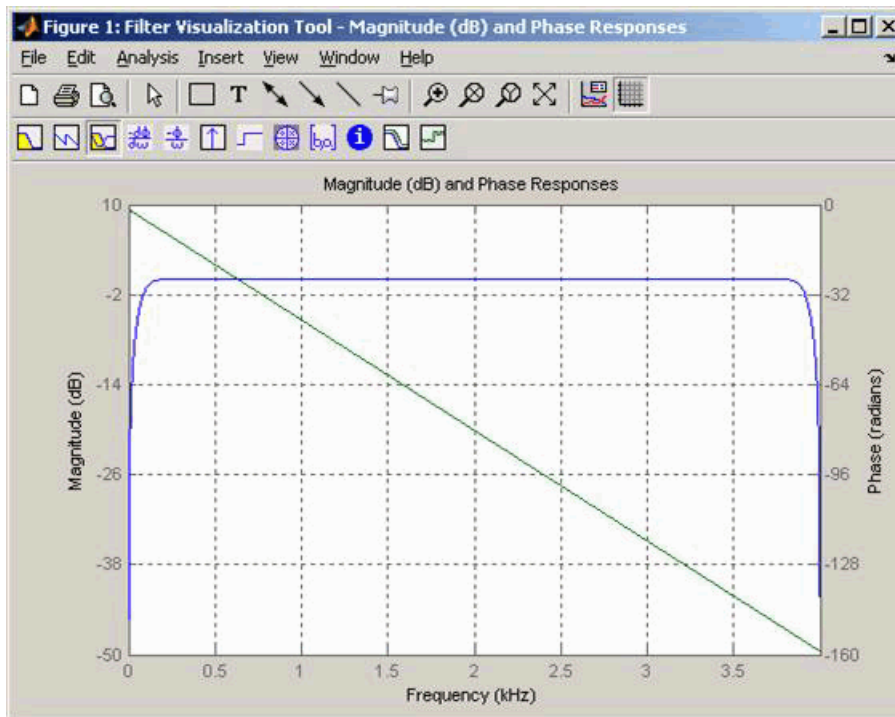 Figure 1: Filter Visualization Tool - Magnitude (dB) and Phase Responses
File Edit Analysis Insert View Window Help
T
[b,a]
i
Magnitude (dB) and Phase Responses
10
-2
-14
-26
-38
-50
Magnitude (dB)
0
-32
-64
-96
-128
-160
Phase (radians)
0 0.5 1 1.5 2 2.5 3 3.5
Frequency (kHz)